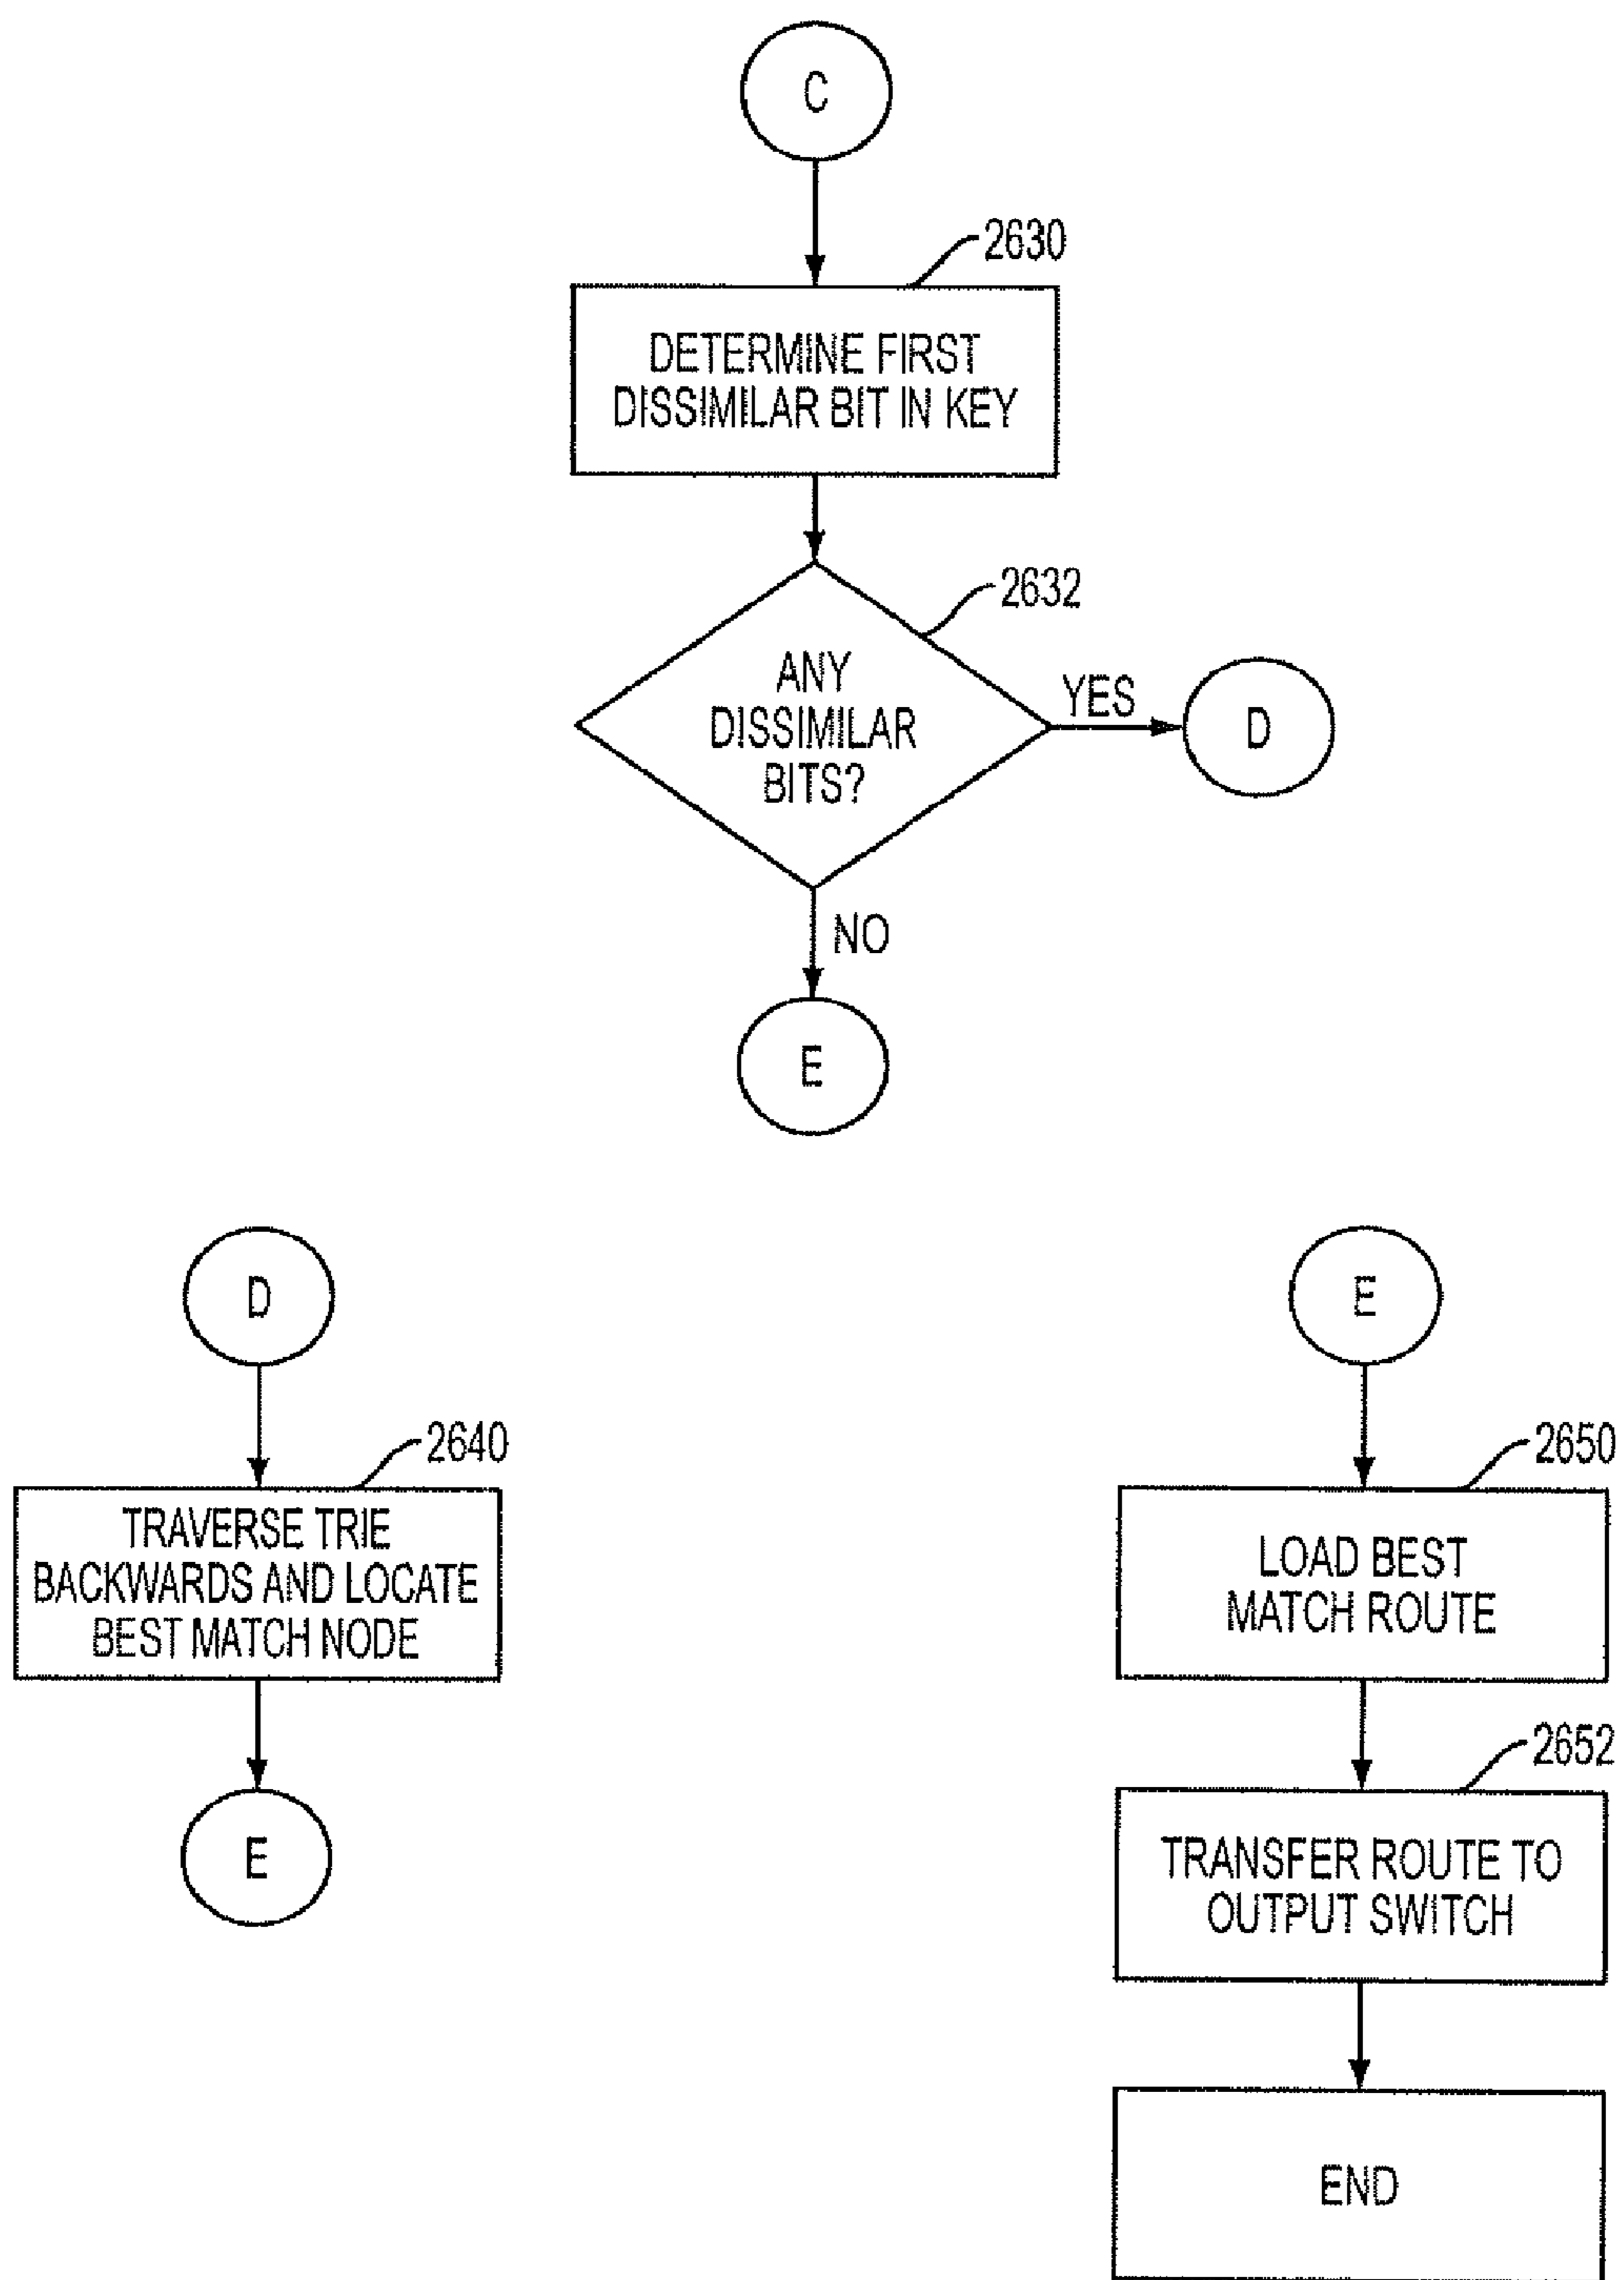 C
2630
DETERMINE FIRST
DISSIMILAR BIT IN KEY
2632
ANY
DISSIMILAR
BITS?
YES
D
NO
E
D
2640
TRAVERSE TRIE
BACKWARDS AND LOCATE
BEST MATCH NODE
E
E
2650
LOAD BEST
MATCH ROUTE
2652
TRANSFER ROUTE TO
OUTPUT SWITCH
END